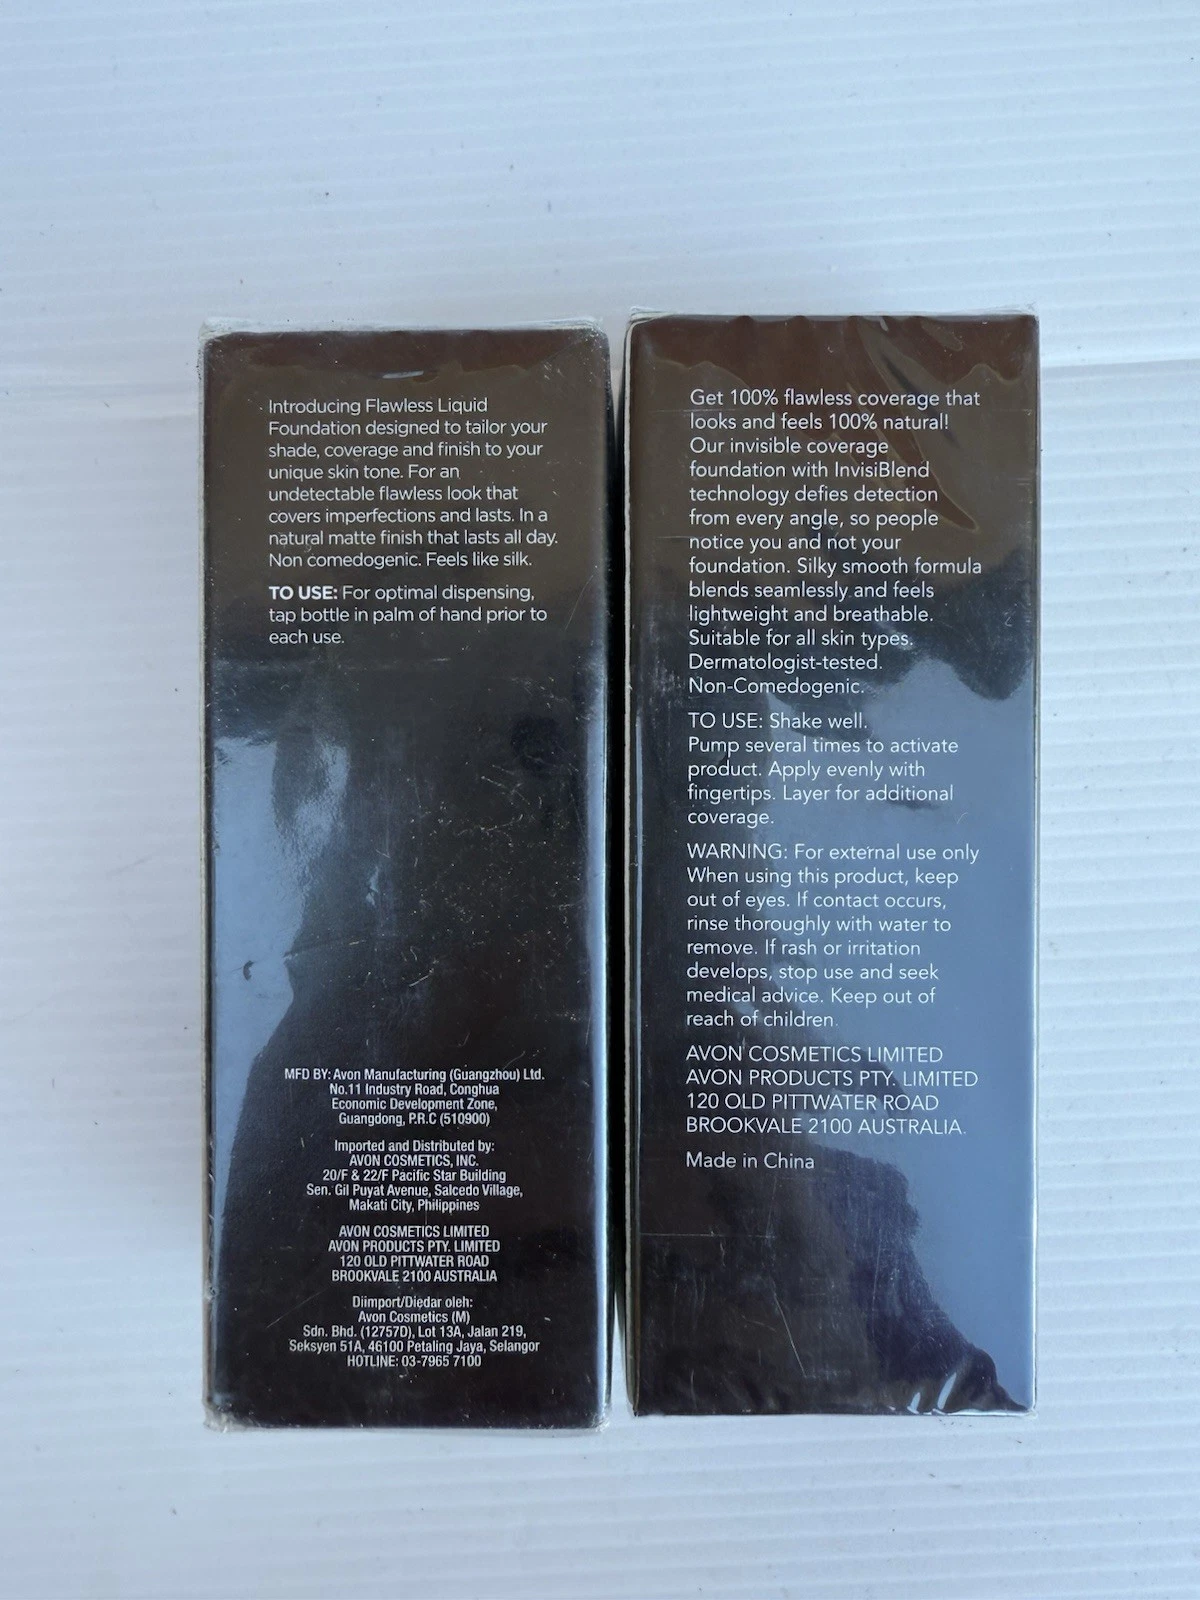 Introducing Flawless Liquid
Foundation designed to tailor your
shade, coverage and finish to your
unique skin tone. For an
undetectable flawless look that
covers imperfections and lasts. In a
natural matte finish that lasts all day.
Non comedogenic. Feels like silk.
TO USE: For optimal dispensing,
tap bottle in palm of hand prior to
each use.
MFD BY: Avon Manufacturing (Guangzhou) Ltd.
No.11 Industry Road, Conghua
Economic Development Zone,
Guangdong, P.R.C (510900)
Imported and Distributed by:
AVON COSMETICS, INC.
20/F & 22/F Pacific Star Building
Sen. Gil Puyat Avenue, Salcedo Village,
Makati City, Philippines
AVON COSMETICS LIMITED
AVON PRODUCTS PTY. LIMITED
120 OLD PITTWATER ROAD
BROOKVALE 2100 AUSTRALIA
Diimport/Diedar oleh:
Avon Cosmetics (M)
Sdn. Bhd. (12757D), Lot 13A, Jalan 219,
Seksyen 51A, 46100 Petaling Jaya, Selangor
HOTLINE: 03-7965 7100
Get 100% flawless coverage that
looks and feels 100% natural!
Our invisible coverage
foundation with InvisiBlend
technology defies detection
from every angle, so people
notice you and not your
foundation. Silky smooth formula
blends seamlessly and feels
lightweight and breathable.
Suitable for all skin types.
Dermatologist-tested.
Non-Comedogenic.
TO USE: Shake well.
Pump several times to activate
product. Apply evenly with
fingertips. Layer for additional
coverage.
WARNING: For external use only
When using this product, keep
out of eyes. If contact occurs,
rinse thoroughly with water to
remove. If rash or irritation
develops, stop use and seek
medical advice. Keep out of
reach of children.
AVON COSMETICS LIMITED
AVON PRODUCTS PTY. LIMITED
120 OLD PITTWATER ROAD
BROOKVALE 2100 AUSTRALIA.
Made in China